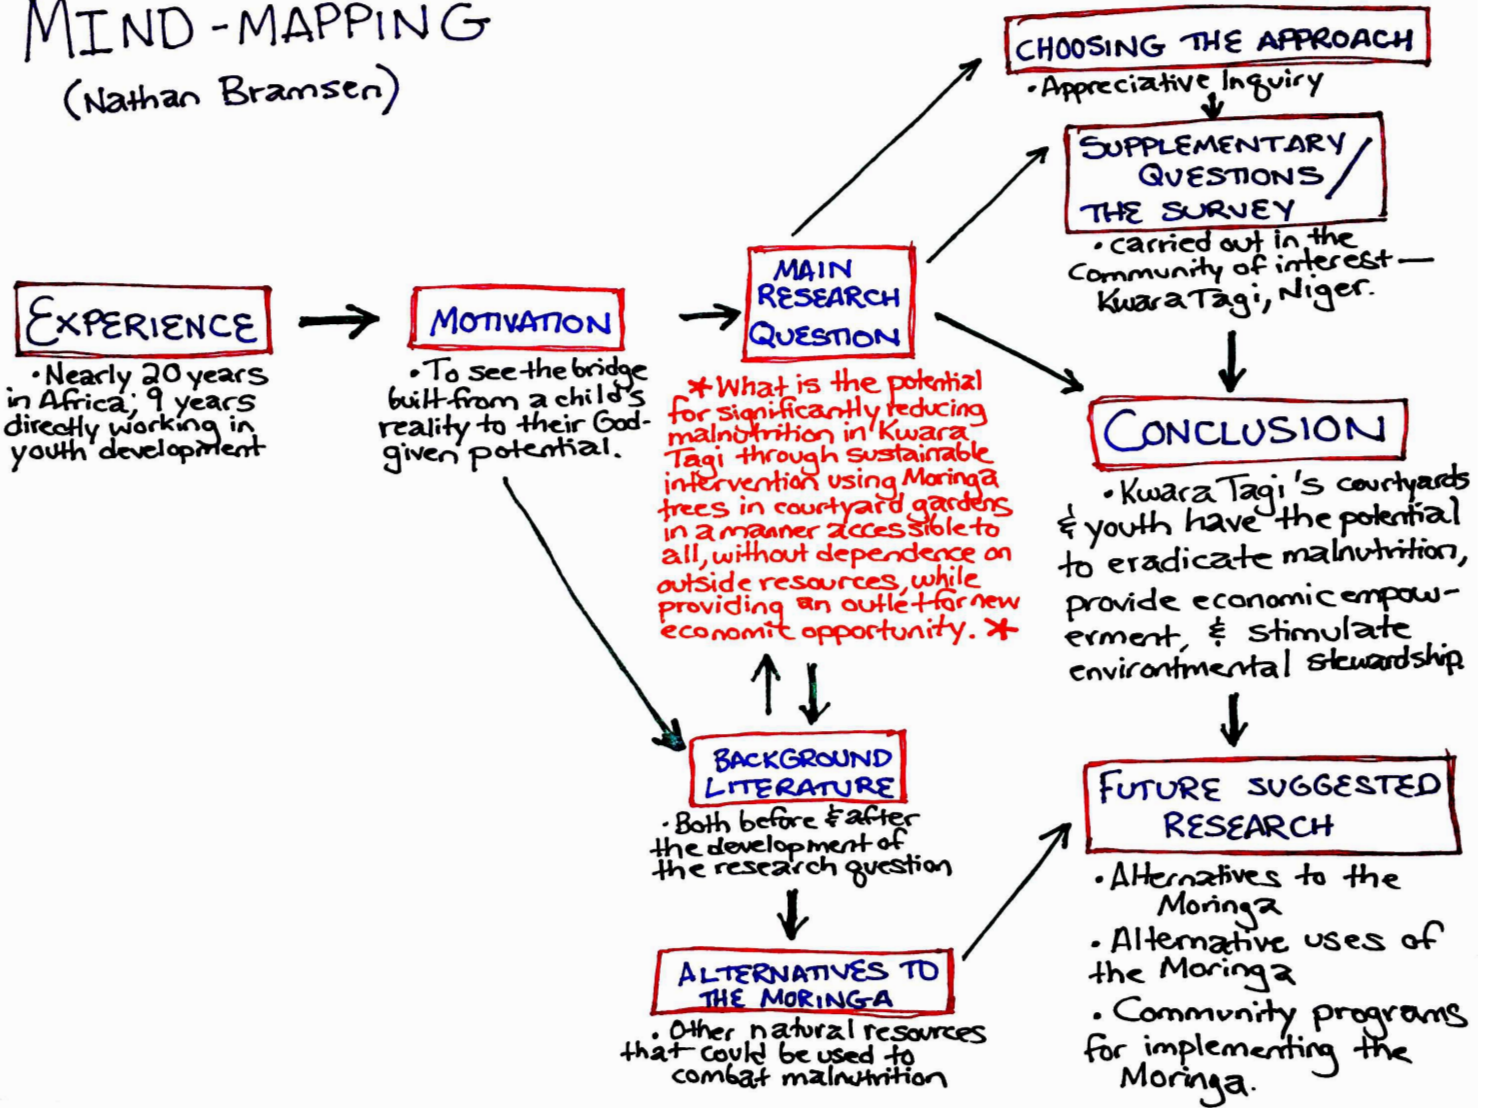 MIND-MAPPING
(Nathan Bramsen)
EXPERIENCE
• Nearly 20 years
in Africa; 9 years
directly working in
youth development
MOTIVATION
• To see the bridge
built from a child's
reality to their God-
given potential.
MAIN
RESEARCH
QUESTION
* What is the potential
for significantly reducing
malnutrition in Kwara
Tagi through sustainable
intervention using Moringa
trees in courtyard gardens
in a manner accessible to
all, without dependence on
outside resources, while
providing an outlet for new
economic opportunity. *
BACKGROUND
LITERATURE
• Both before & after
the development of
the research question
ALTERNATIVES TO
THE MORINGA
• Other natural resources
that could be used to
combat malnutrition
CHOOSING THE APPROACH
• Appreciative Inquiry
SUPPLEMENTARY
QUESTIONS /
THE SURVEY
• carried out in the
Community of interest —
Kwara Tagi, Niger.
CONCLUSION
• Kwara Tagi's courtyards
& youth have the potential
to eradicate malnutrition,
provide economic empow-
erment, & stimulate
environtmental stewardship.
FUTURE SUGGESTED
RESEARCH
• Alternatives to the
Moringa
• Alternative uses of
the Moringa
• Community programs
for implementing the
Moringa.